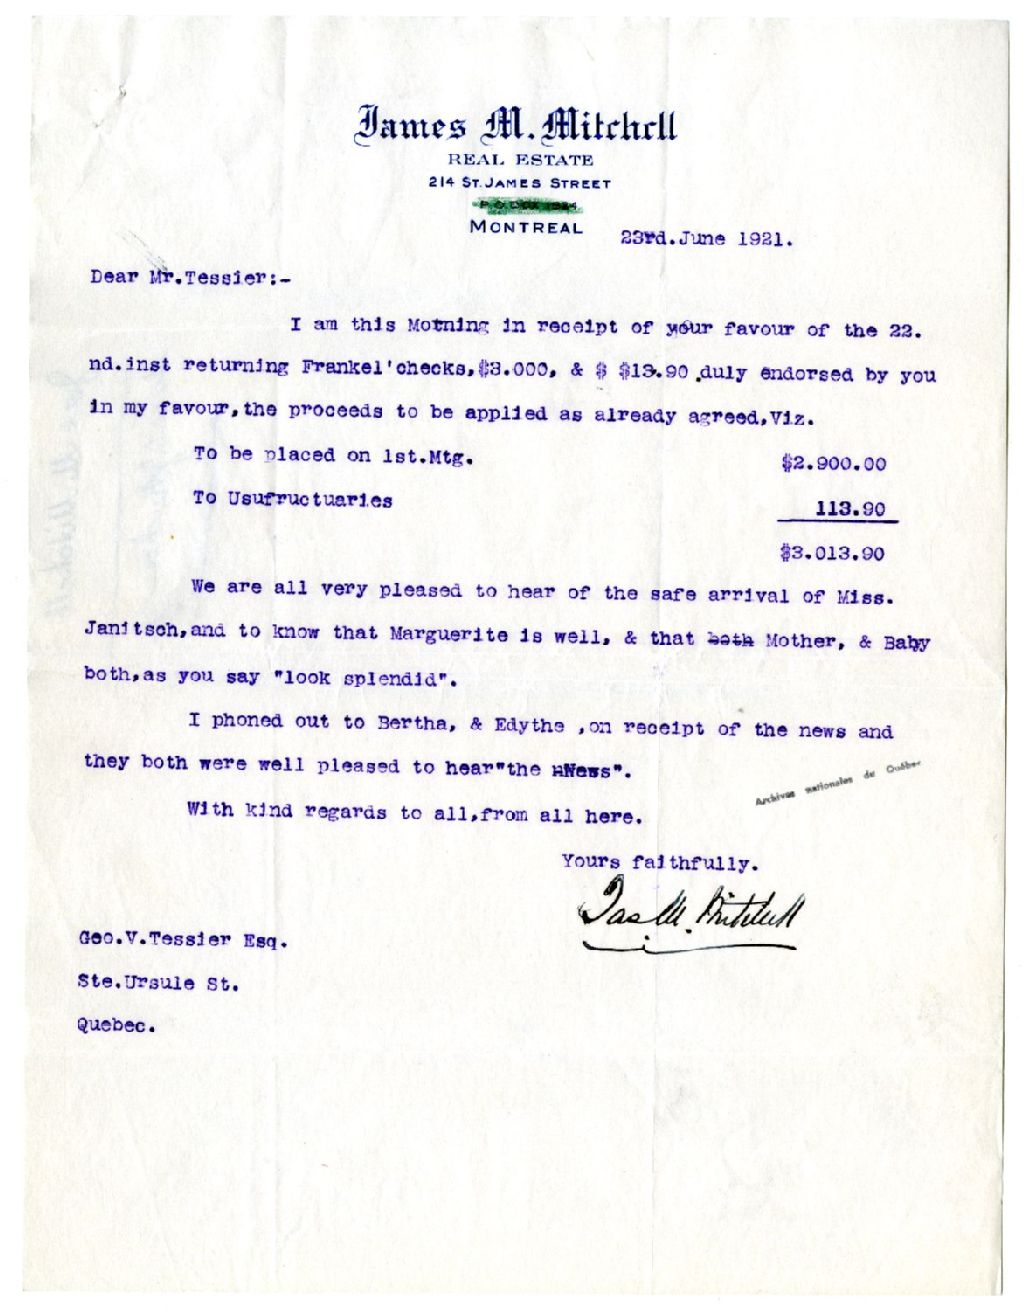 James M. Mitchell
REAL ESTATE
214 ST. JAMES STREET
MONTREAL
23rd.June 1921.
Dear Mr.Tessier:-
I am this Morning in receipt of your favour of the 22.
nd.inst returning Frankel'checks,$3.000, & $ $13.90 ,duly endorsed by you
in my favour,the proceeds to be applied as already agreed,Viz.
To be placed on 1st.Mtg. $2.900.00
To Usufructuaries 113.90
$3.013.90
We are all very pleased to hear of the safe arrival of Miss.
Janitsch,and to know that Marguerite is well, & that both Mother, & Baby
both,as you say "look splendid".
I phoned out to Bertha, & Edythe ,on receipt of the news and
they both were well pleased to hear"the News".
Archives nationales du Québec
With kind regards to all,from all here.
Yours faithfully.
Jas M. Mitchell
Geo.V.Tessier Esq.
Ste.Ursule St.
Quebec.